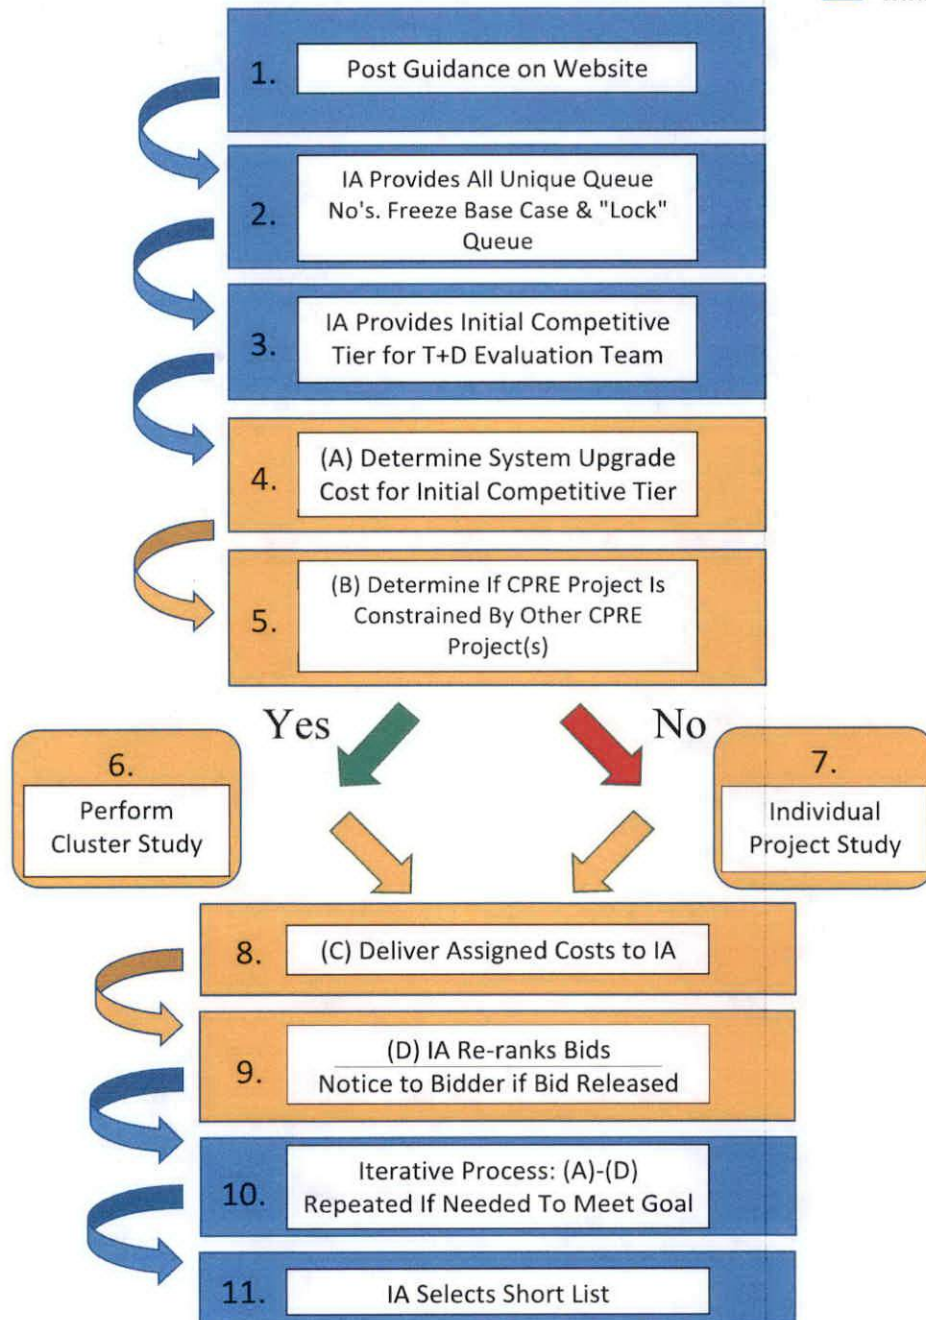 1.
Post Guidance on Website
2.
IA Provides All Unique Queue
No's. Freeze Base Case & "Lock"
Queue
3.
IA Provides Initial Competitive
Tier for T+D Evaluation Team
4.
(A) Determine System Upgrade
Cost for Initial Competitive Tier
5.
(B) Determine If CPRE Project Is
Constrained By Other CPRE
Project(s)
Yes
No
6.
Perform
Cluster Study
7.
Individual
Project Study
8.
(C) Deliver Assigned Costs to IA
9.
(D) IA Re-ranks Bids
Notice to Bidder if Bid Released
10.
Iterative Process: (A)-(D)
Repeated If Needed To Meet Goal
11.
IA Selects Short List